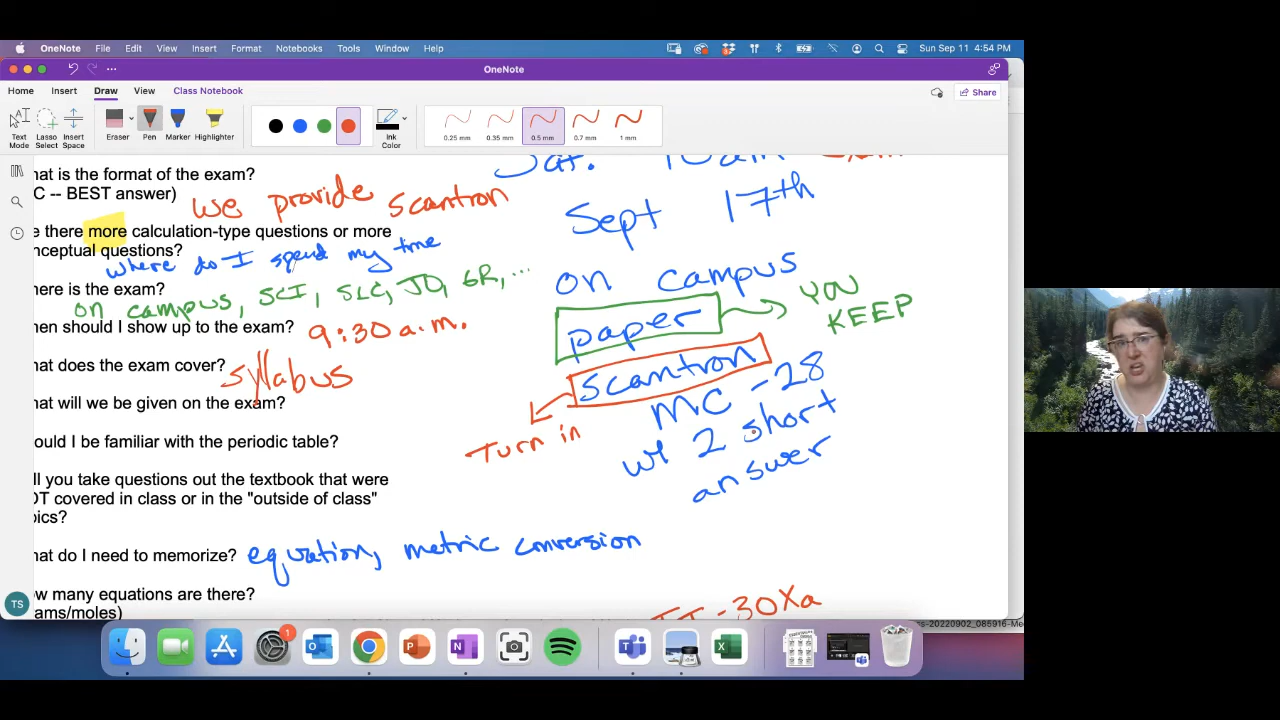 OneNote File Edit View Insert Format Notebooks Tools Window Help Sun Sep 11 4:54 PM
OneNote
Home Insert Draw View Class Notebook Share
Text Mode
Lasso Select
Insert Space
Eraser
Pen
Marker
Highlighter
Ink Color
0.25 mm 0.35 mm 0.5 mm 0.7 mm 1 mm
Sat. 10am
hat is the format of the exam?
C -- BEST answer)
we provide scantron
Sept 17th
e there more calculation-type questions or more
nceptual questions?
where do I spend my time
here is the exam?
on campus, SCI, SLC, JO, GR, ...
on campus
hen should I show up to the exam?
9:30 a.m.
paper
YOU KEEP
hat does the exam cover?
syllabus
scantron
Turn in
MC - 28
w/ 2 short
answer
hat will we be given on the exam?
ould I be familiar with the periodic table?
ll you take questions out the textbook that were
OT covered in class or in the "outside of class"
pics?
hat do I need to memorize?
equation, metric conversion
ow many equations are there?
ams/moles)
-30Xa
TS
1